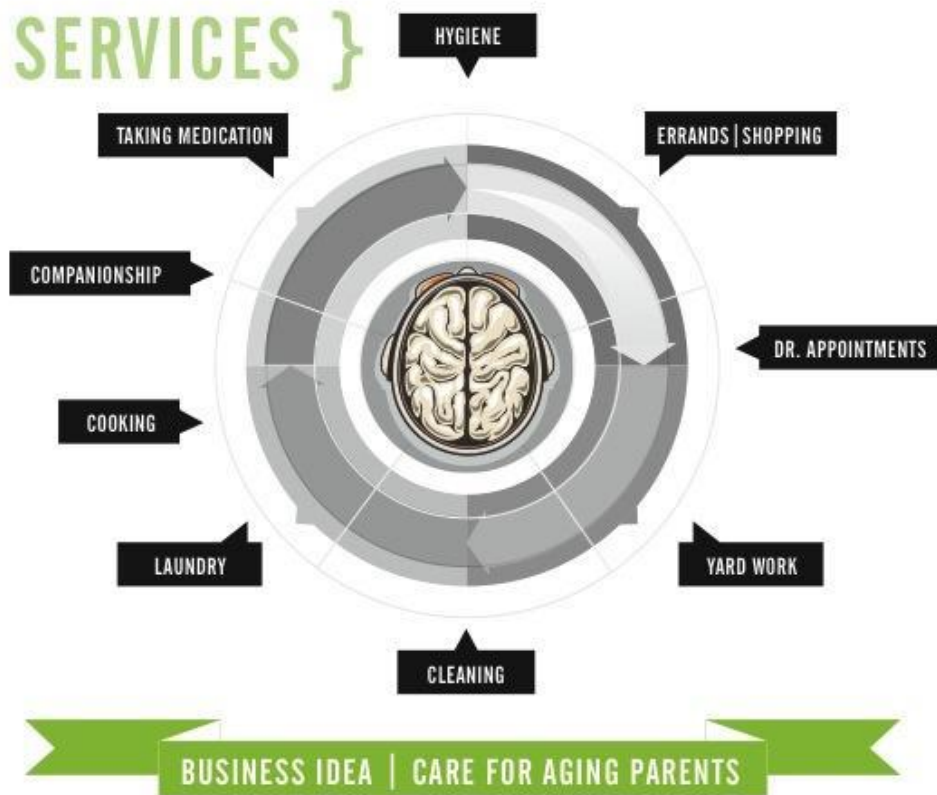 SERVICES }
HYGIENE
TAKING MEDICATION
ERRANDS | SHOPPING
COMPANIONSHIP
DR. APPOINTMENTS
COOKING
LAUNDRY
YARD WORK
CLEANING
BUSINESS IDEA | CARE FOR AGING PARENTS